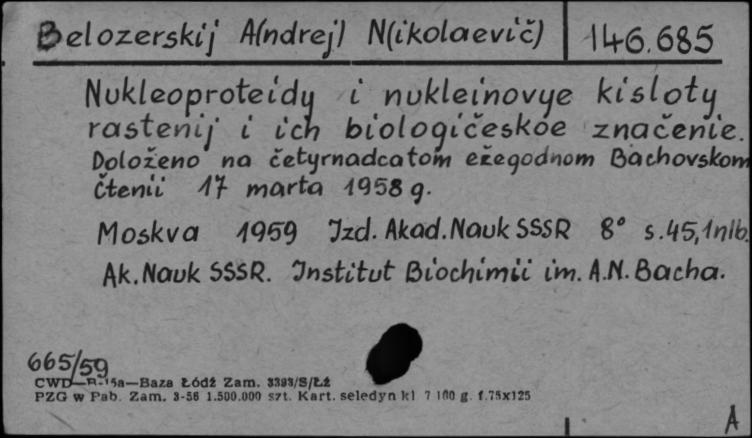 Belozerskij A(ndrej) N(ikolaevič) 146.685
Nukleoproteidy i nukleinovye kisloty
rastenij i ich biologičeskoe značenie.
Doloženo na četyrnadcatom ežegodnom Bachovskom
čtenii 17 marta 1958 g.
Moskva 1959 Izd. Akad. Nauk SSSR 8° s. 45, 1nlb.
Ak. Nauk SSSR. Institut Biochimii im. A.N. Bacha.
665/59
CWD—B-15a—Baza Łódź Zam. 3393/S/Łź
PZG w Pab. Zam. 3-56 1.500.000 szt. Kart. seledyn kl 7 100 g. f.75x125
A